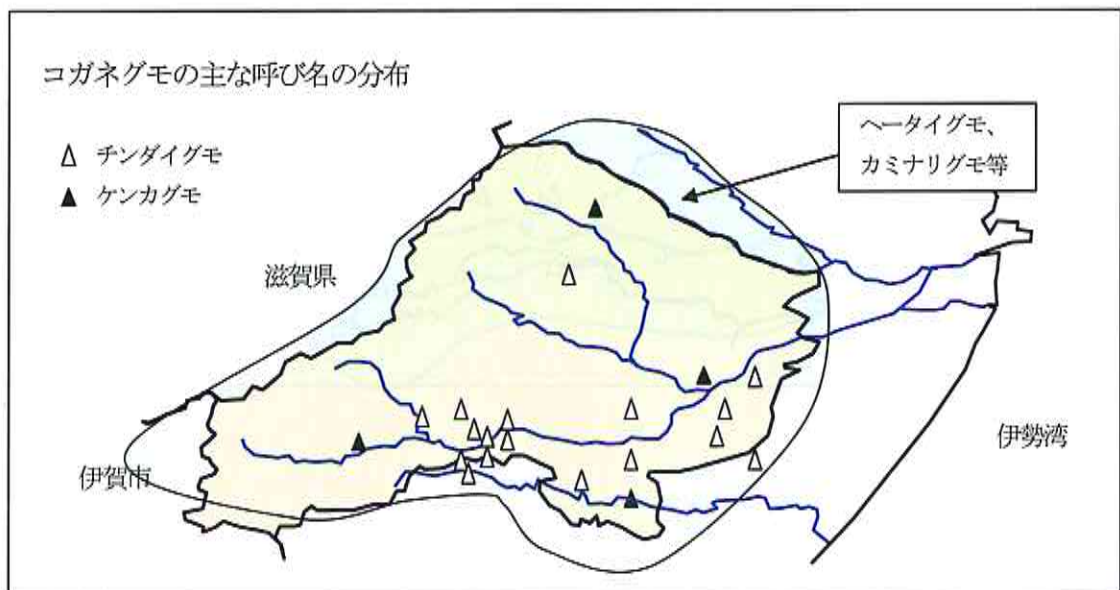 コガネグモの主な呼び名の分布
△ チンダイグモ
▲ ケンカグモ
ヘータイグモ、
カミナリグモ等
滋賀県
伊賀市
伊勢湾